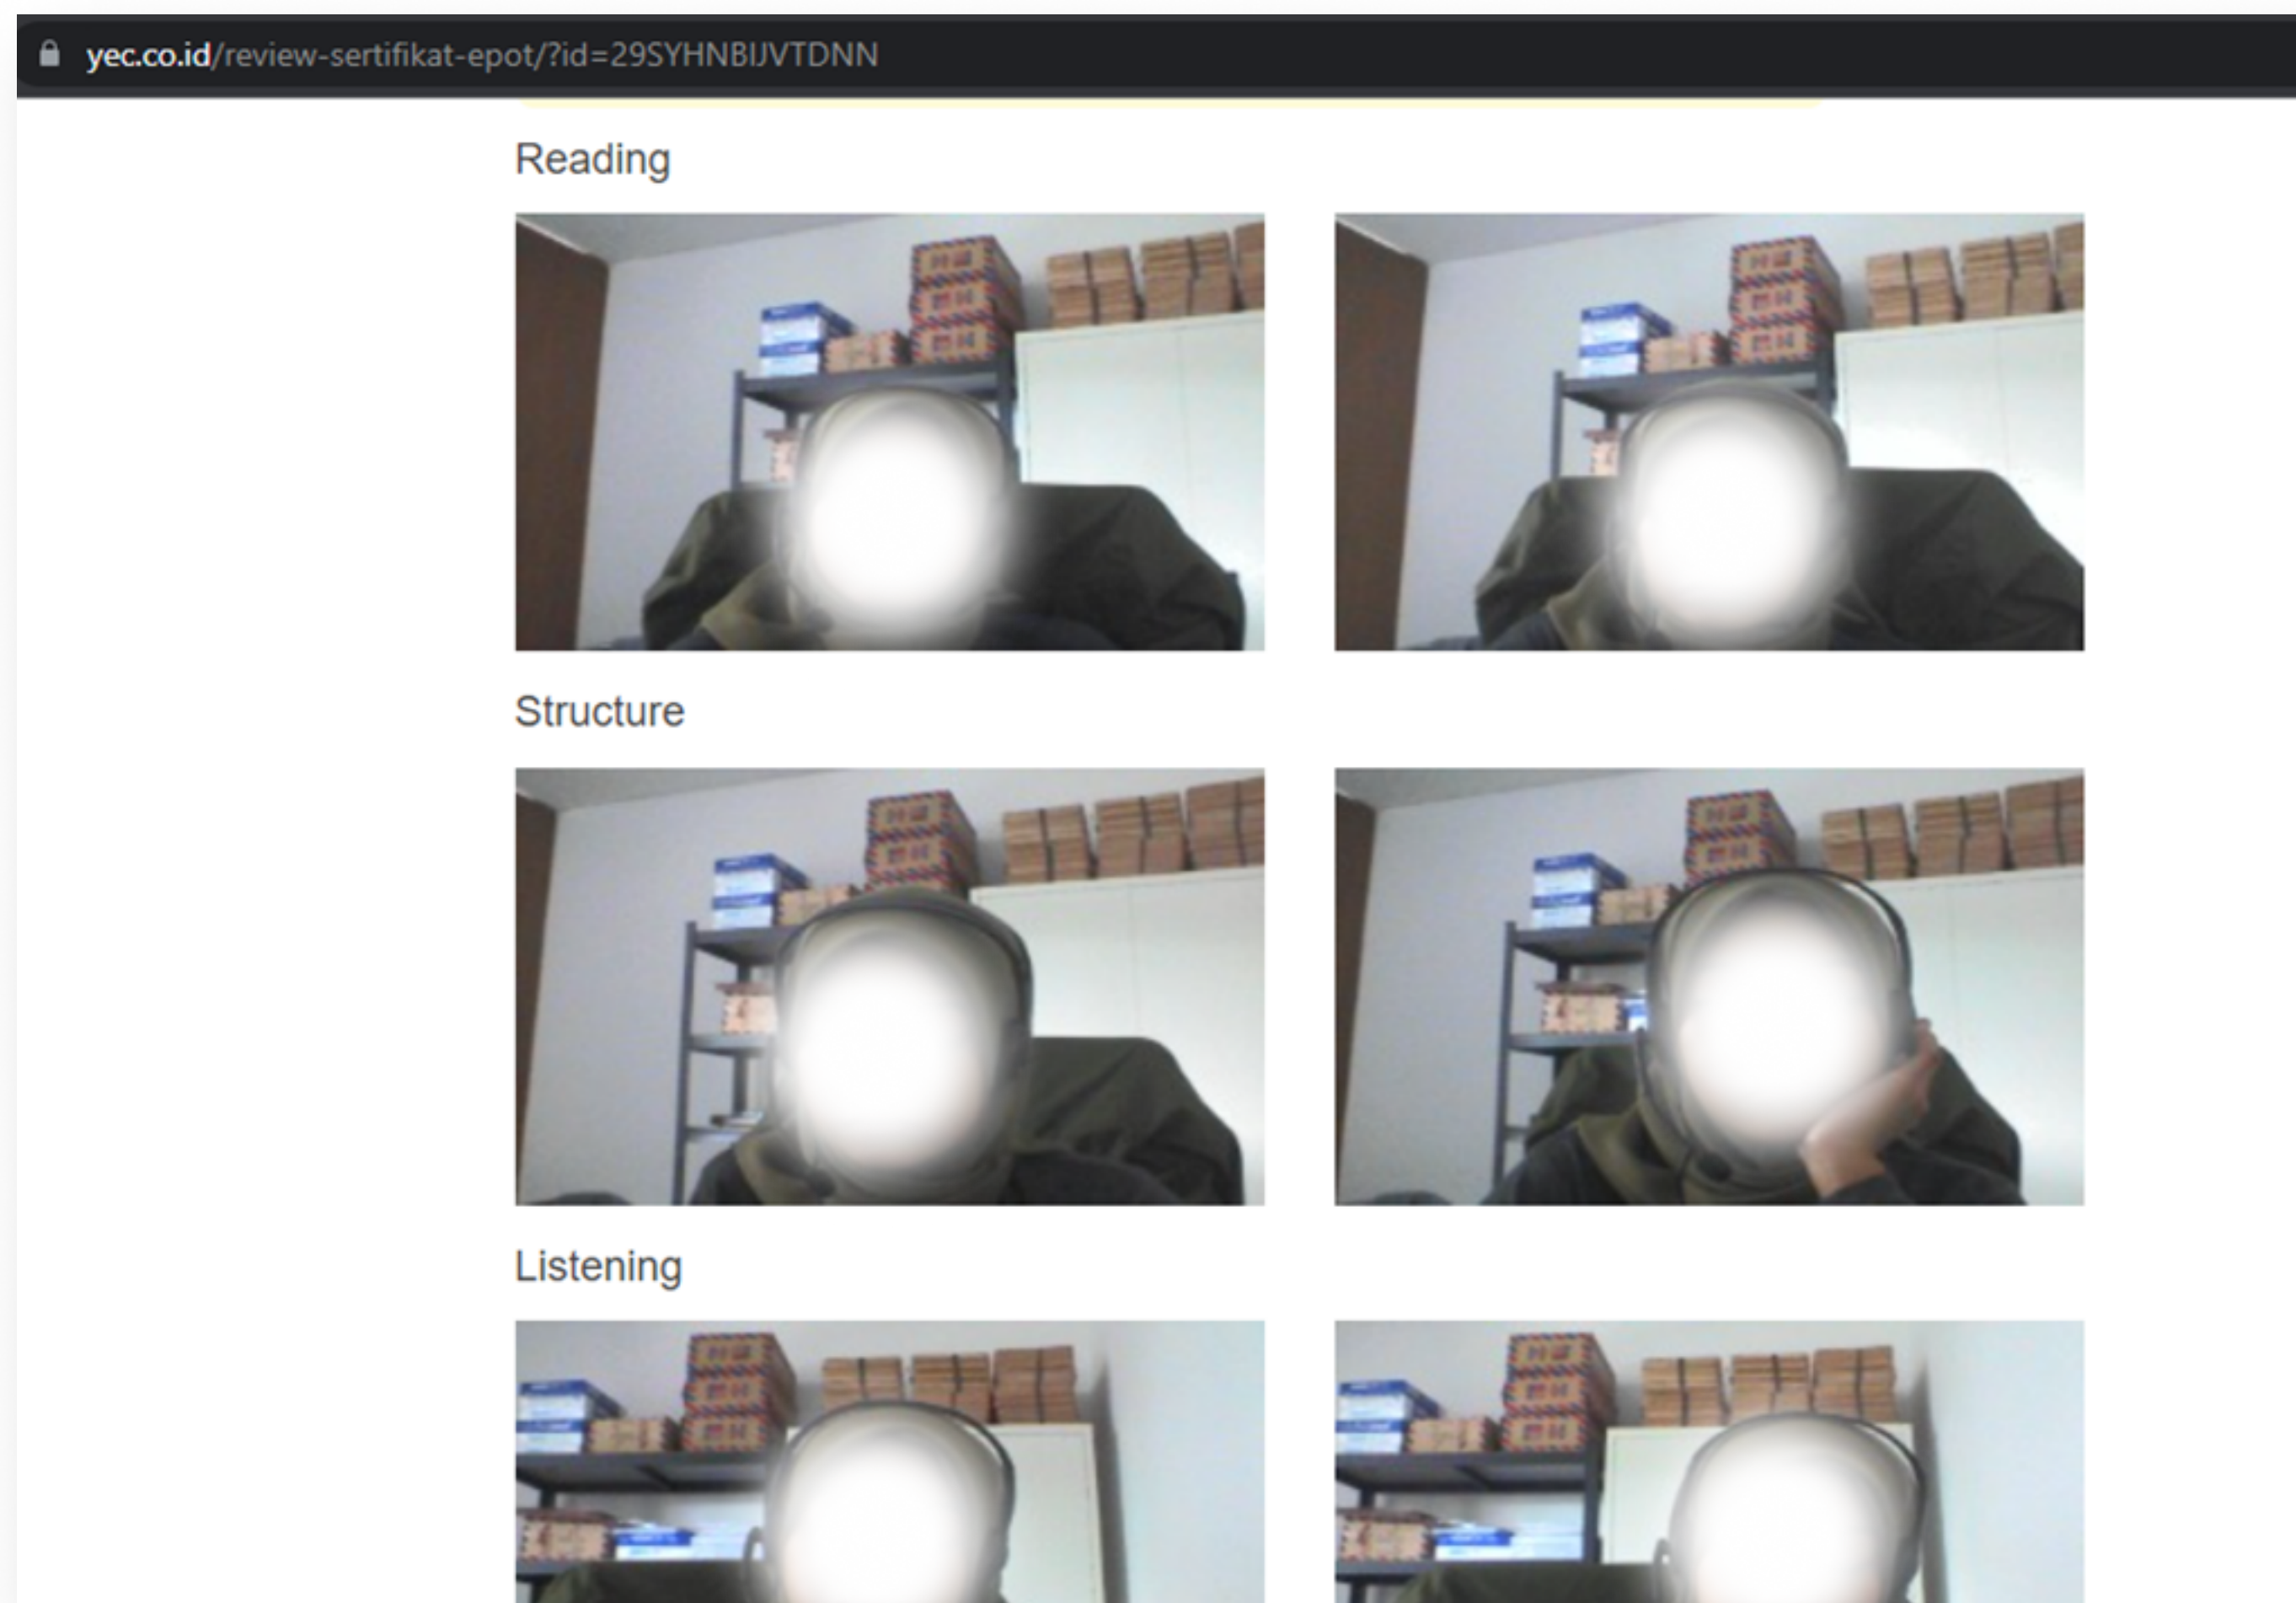 yec.co.id/review-sertifikat-epot/?id=29SYHNBIJVTDNN
Reading
Structure
Listening